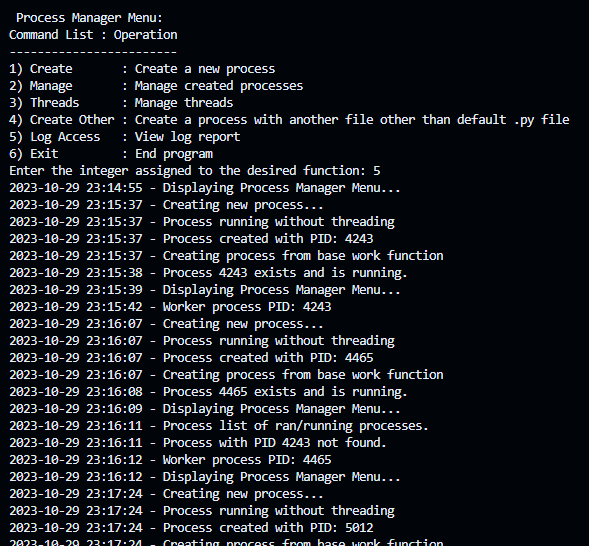 Process Manager Menu:
Command List : Operation
------------------------
1) Create       : Create a new process
2) Manage       : Manage created processes
3) Threads      : Manage threads
4) Create Other : Create a process with another file other than default .py file
5) Log Access   : View log report
6) Exit         : End program
Enter the integer assigned to the desired function: 5
2023-10-29 23:14:55 - Displaying Process Manager Menu...
2023-10-29 23:15:37 - Creating new process...
2023-10-29 23:15:37 - Process running without threading
2023-10-29 23:15:37 - Process created with PID: 4243
2023-10-29 23:15:37 - Creating process from base work function
2023-10-29 23:15:38 - Process 4243 exists and is running.
2023-10-29 23:15:39 - Displaying Process Manager Menu...
2023-10-29 23:15:42 - Worker process PID: 4243
2023-10-29 23:16:07 - Creating new process...
2023-10-29 23:16:07 - Process running without threading
2023-10-29 23:16:07 - Process created with PID: 4465
2023-10-29 23:16:07 - Creating process from base work function
2023-10-29 23:16:08 - Process 4465 exists and is running.
2023-10-29 23:16:09 - Displaying Process Manager Menu...
2023-10-29 23:16:11 - Process list of ran/running processes.
2023-10-29 23:16:11 - Process with PID 4243 not found.
2023-10-29 23:16:12 - Worker process PID: 4465
2023-10-29 23:16:12 - Displaying Process Manager Menu...
2023-10-29 23:17:24 - Creating new process...
2023-10-29 23:17:24 - Process running without threading
2023-10-29 23:17:24 - Process created with PID: 5012
2023-10-29 23:17:24 - Creating process from base work function